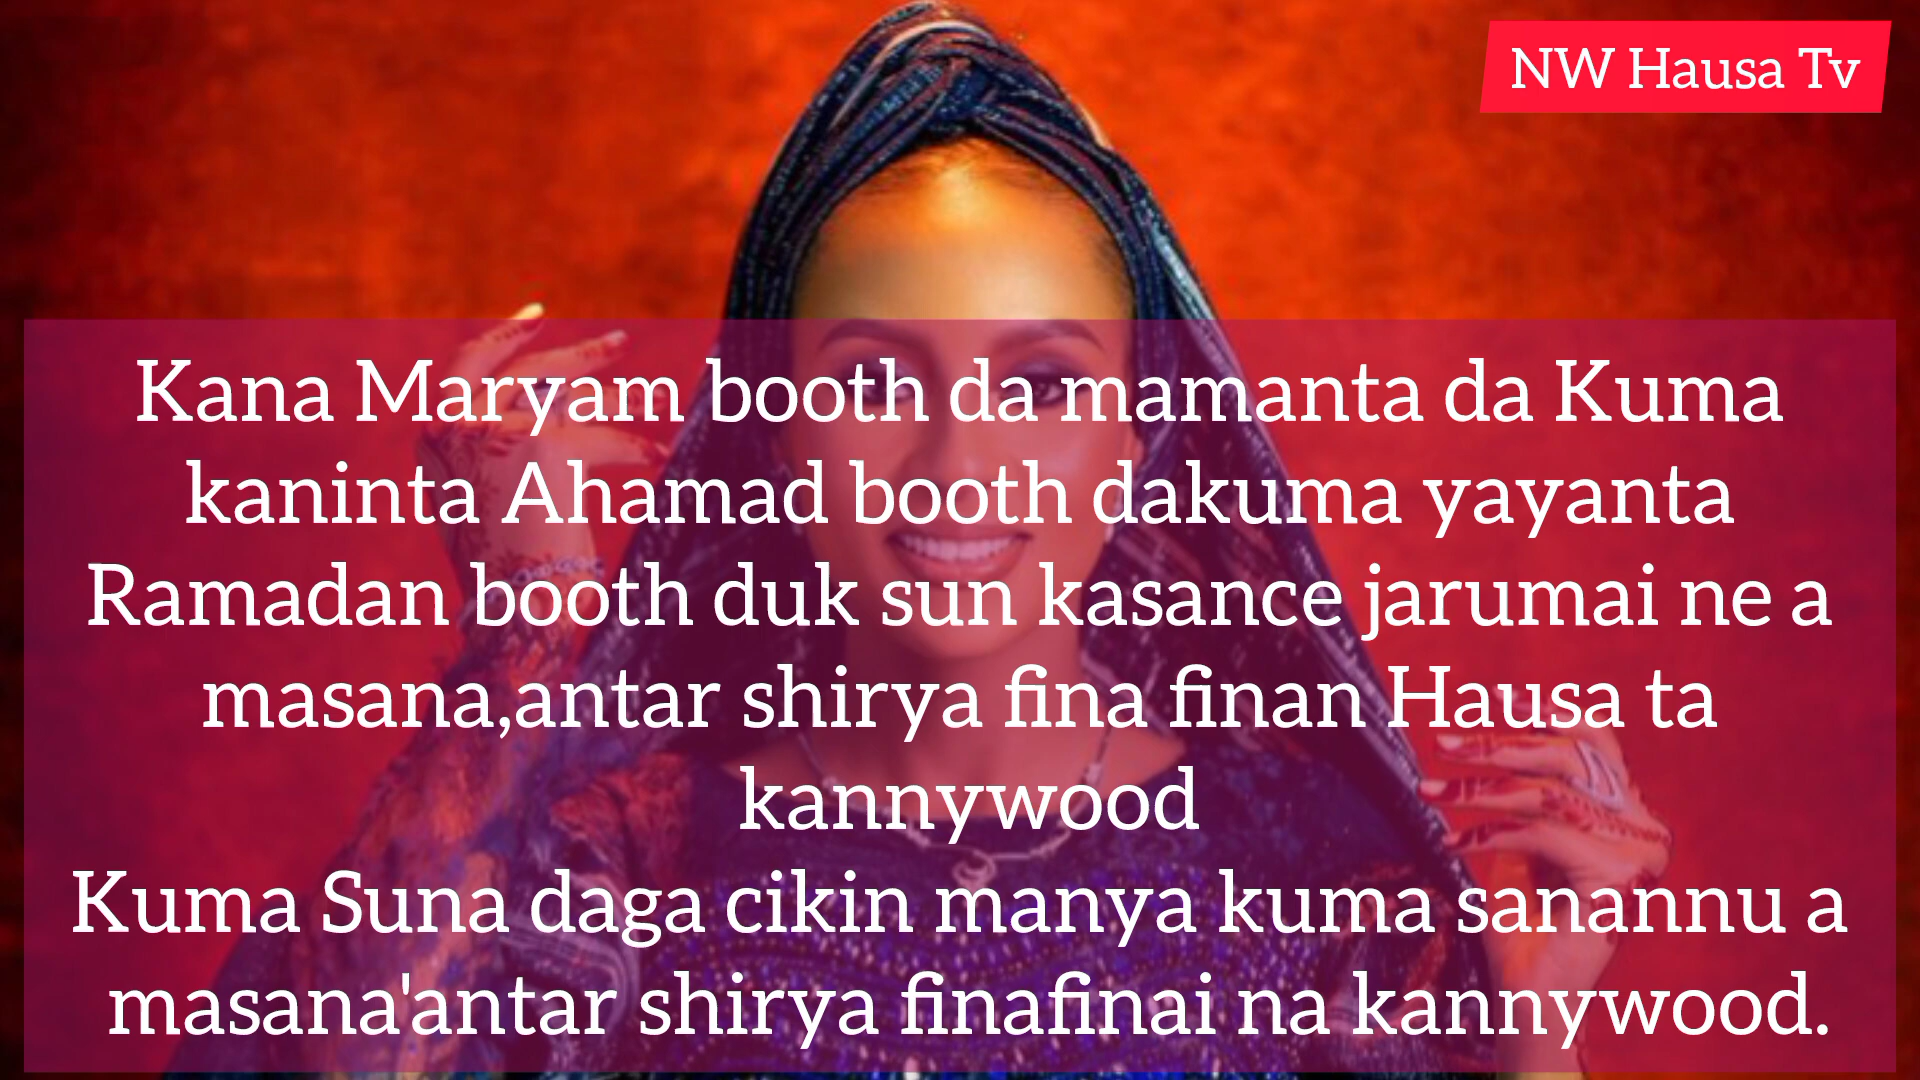 NW Hausa Tv
Kana Maryam booth da mamanta da Kuma
kaninta Ahamad booth dakuma yayanta
Ramadan booth duk sun kasance jarumai ne a
masana,antar shirya fina finan Hausa ta
kannywood
Kuma Suna daga cikin manya kuma sanannu a
masana'antar shirya finafinai na kannywood.